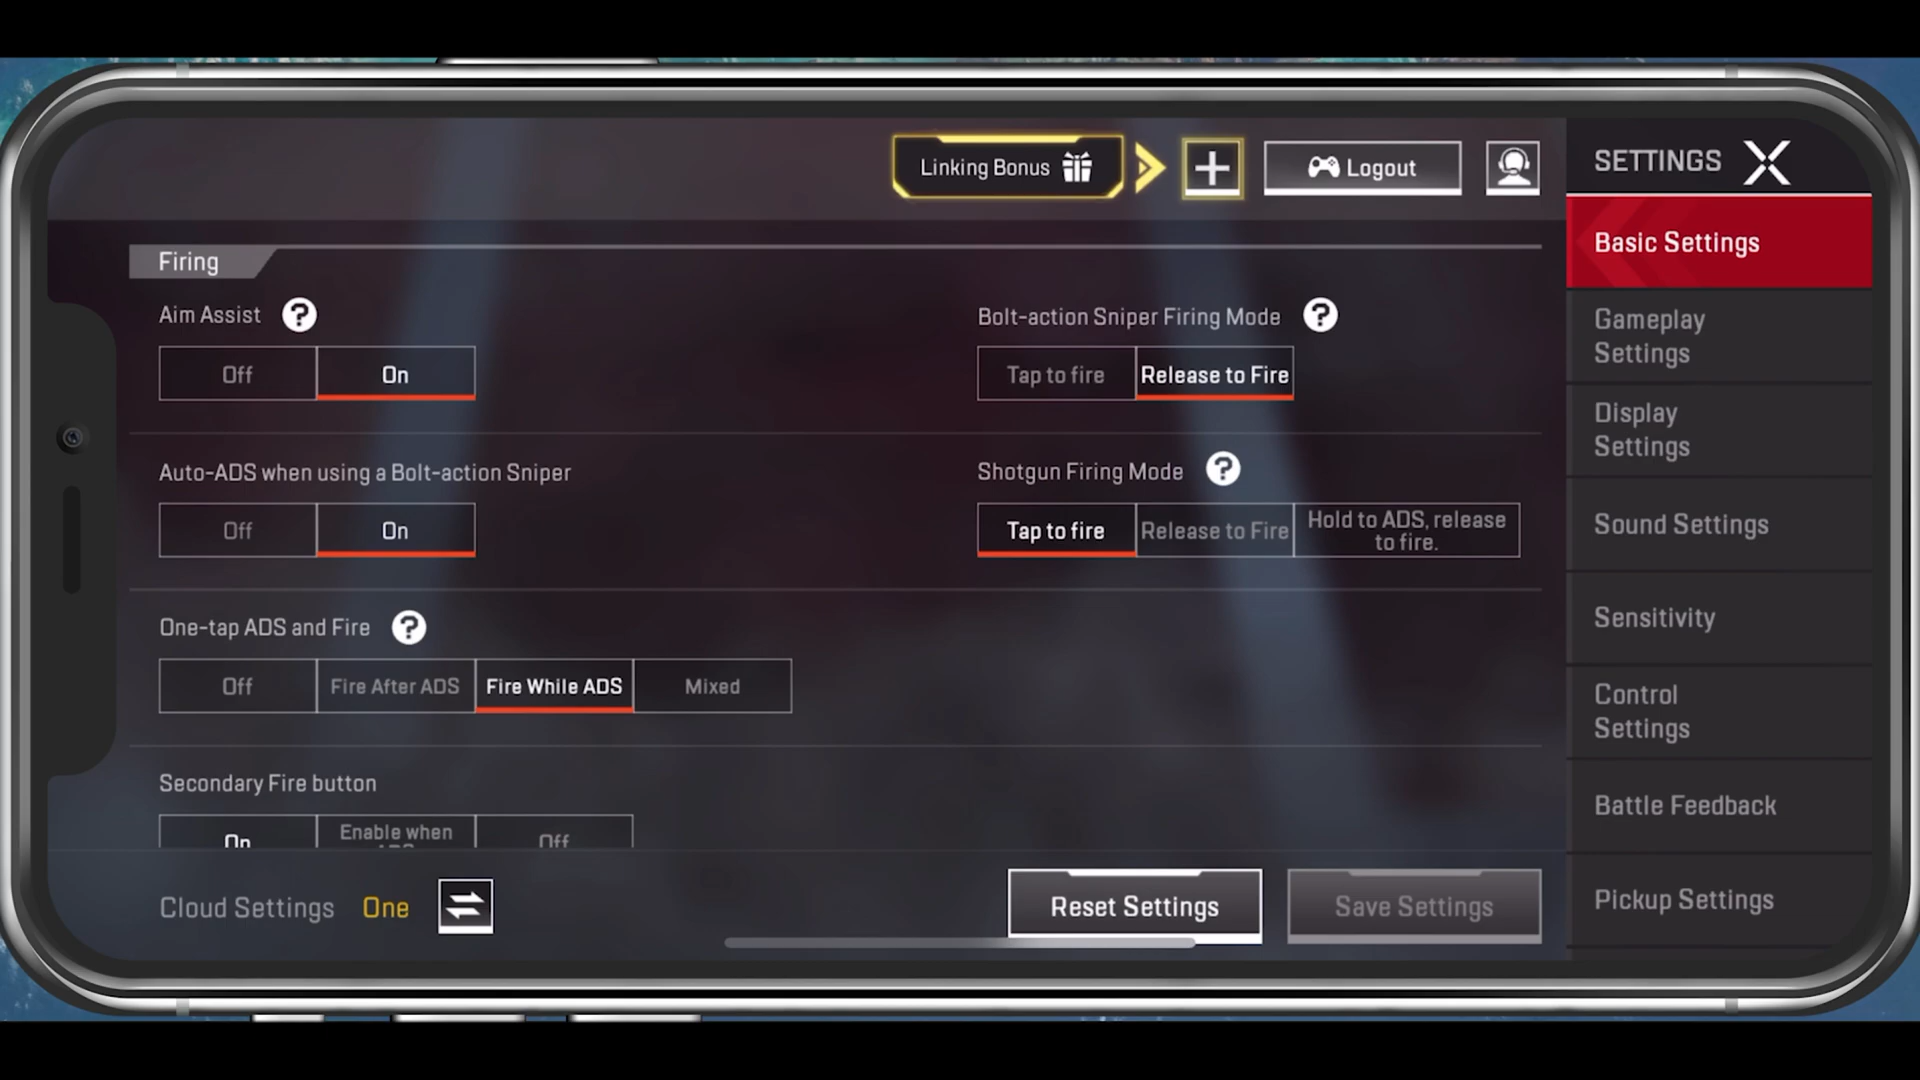 Linking Bonus
Logout
SETTINGS
Basic Settings
Gameplay
Settings
Display
Settings
Sound Settings
Sensitivity
Control
Settings
Battle Feedback
Pickup Settings
Firing
Aim Assist ?
Off On
Bolt-action Sniper Firing Mode ?
Tap to fire Release to Fire
Auto-ADS when using a Bolt-action Sniper
Off On
Shotgun Firing Mode ?
Tap to fire Release to Fire Hold to ADS, release
to fire.
One-tap ADS and Fire ?
Off Fire After ADS Fire While ADS Mixed
Secondary Fire button
On Enable when
ADS Off
Cloud Settings One
Reset Settings
Save Settings